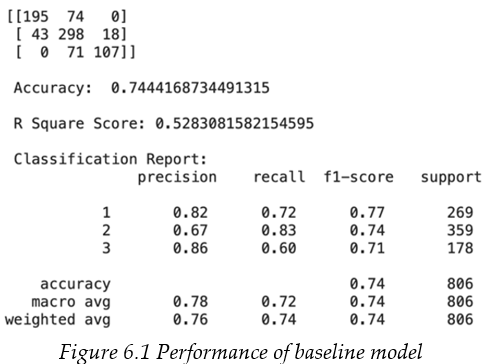 [[195 74 0]
[ 43 298 18]
[ 0 71 107]]
Accuracy: 0.7444168734491315
R Square Score: 0.5283081582154595
Classification Report:
precision recall f1-score support
1 0.82 0.72 0.77 269
2 0.67 0.83 0.74 359
3 0.86 0.60 0.71 178
accuracy 0.74 806
macro avg 0.78 0.72 0.74 806
weighted avg 0.76 0.74 0.74 806
Figure 6.1 Performance of baseline model